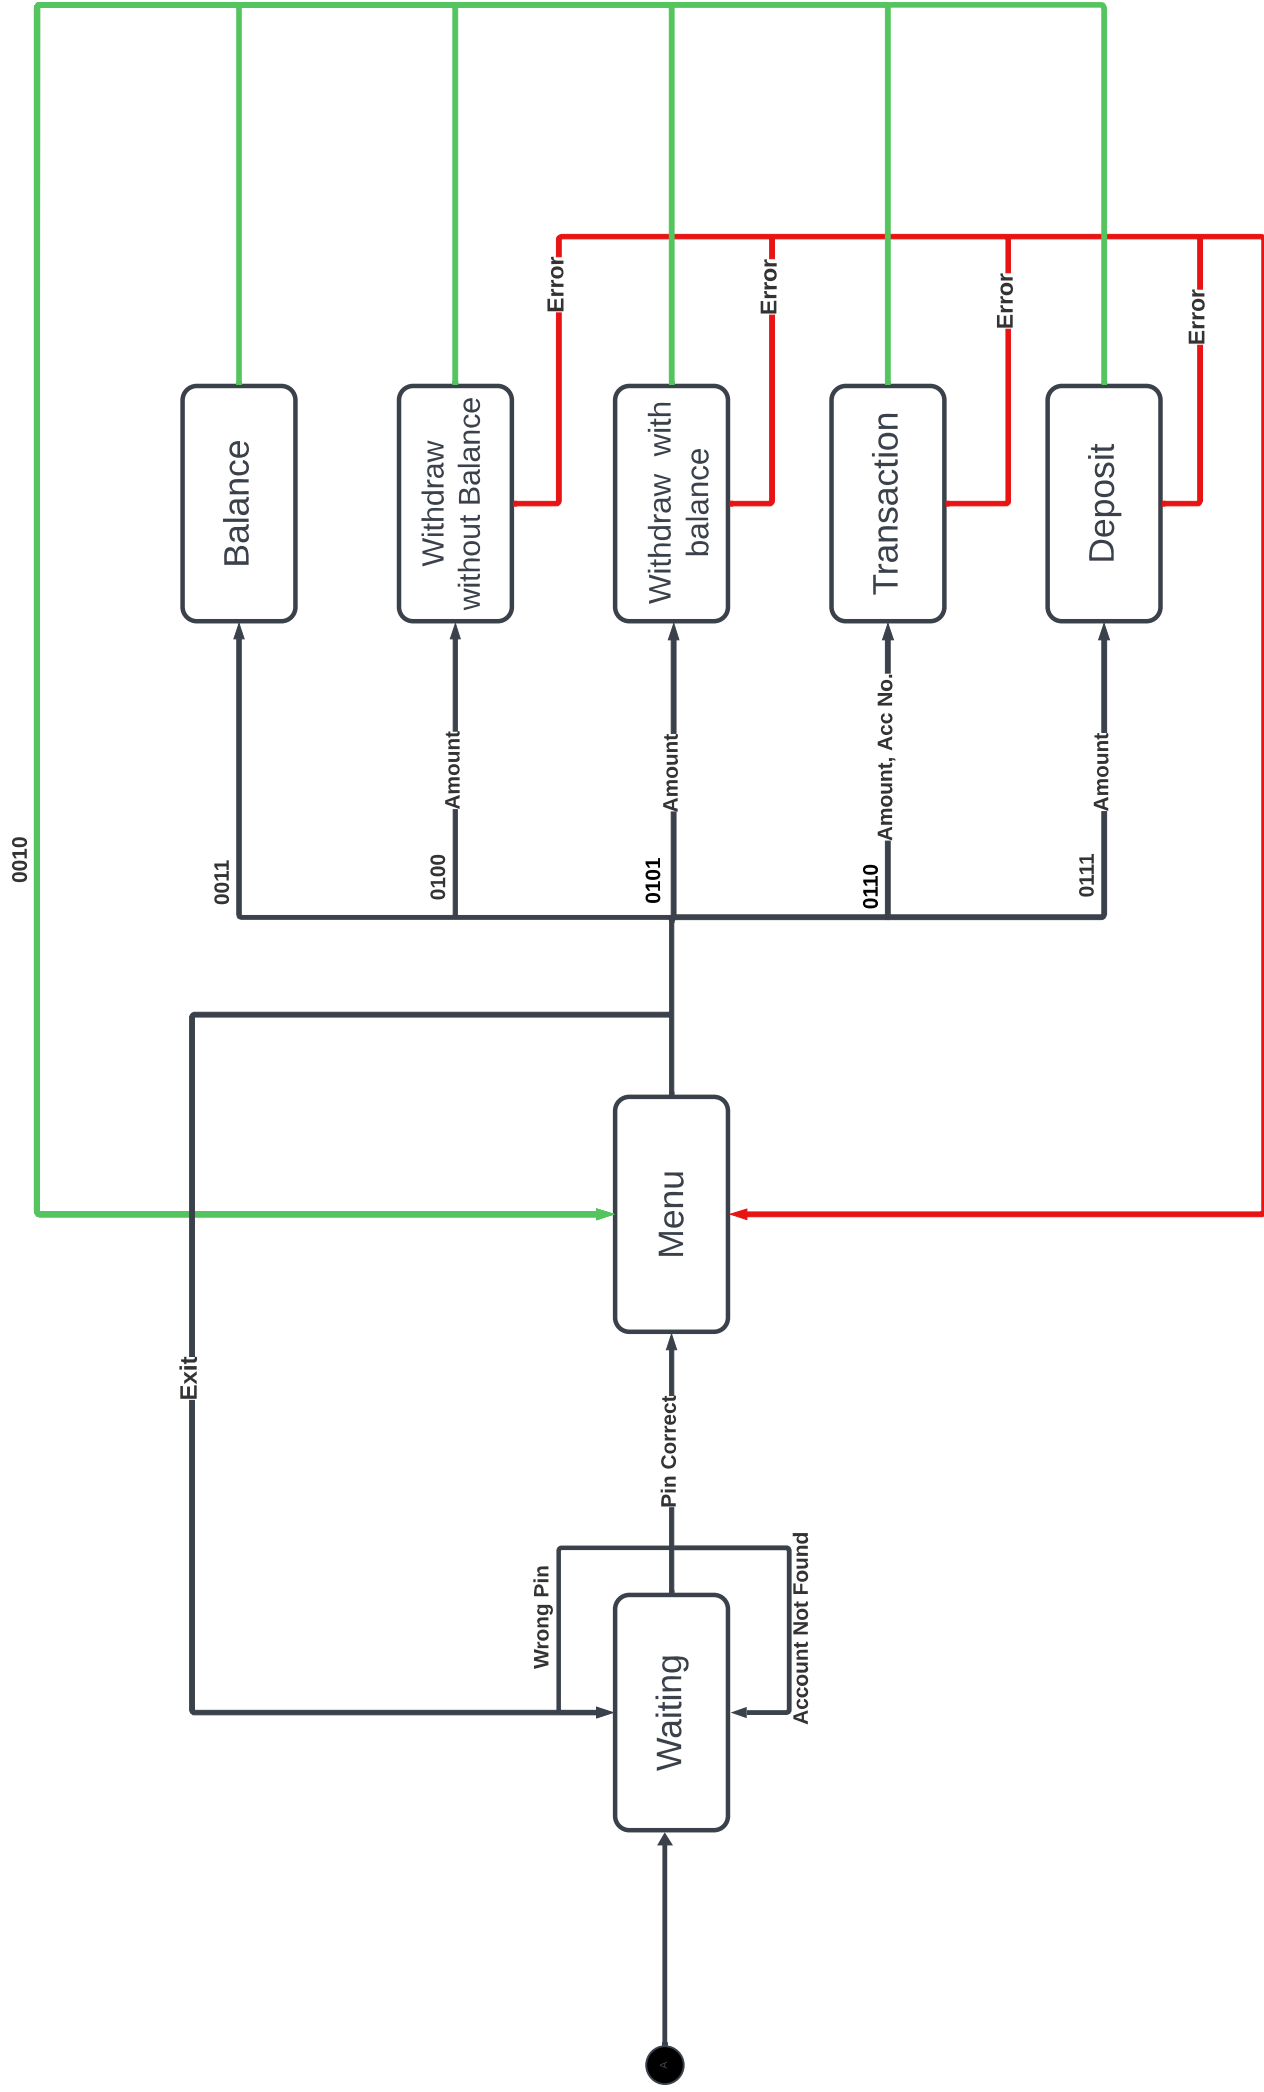 0010
Exit
0011
Balance
0100
Amount
Withdraw
without Balance
Error
Wrong Pin
A
Waiting
Pin Correct
Menu
0101
Amount
Withdraw with
balance
Error
Account Not Found
0110
Amount, Acc No.
Transaction
Error
0111
Amount
Deposit
Error